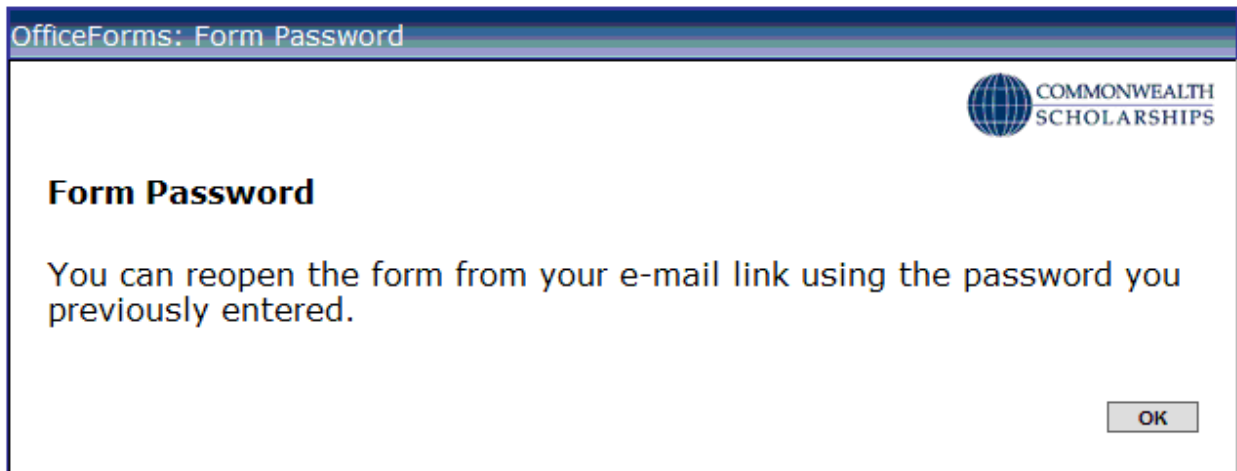 OfficeForms: Form Password
COMMONWEALTH
SCHOLARSHIPS
Form Password
You can reopen the form from your e-mail link using the password you
previously entered.
OK